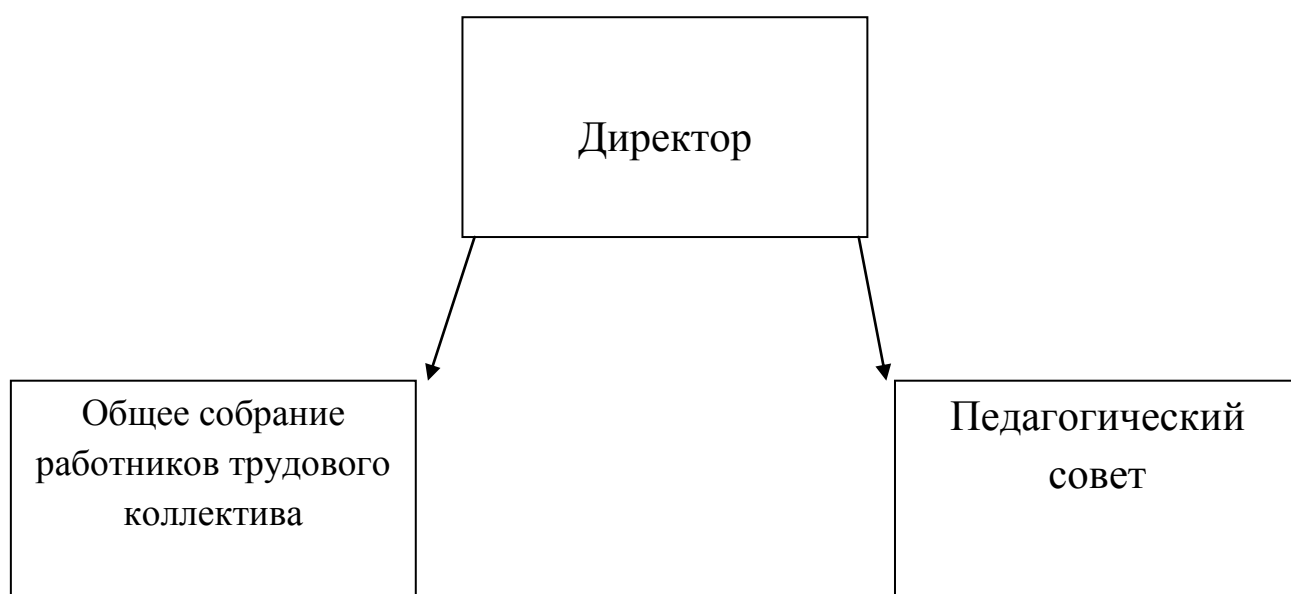 Директор
Общее собрание
работников трудового
коллектива
Педагогический
совет